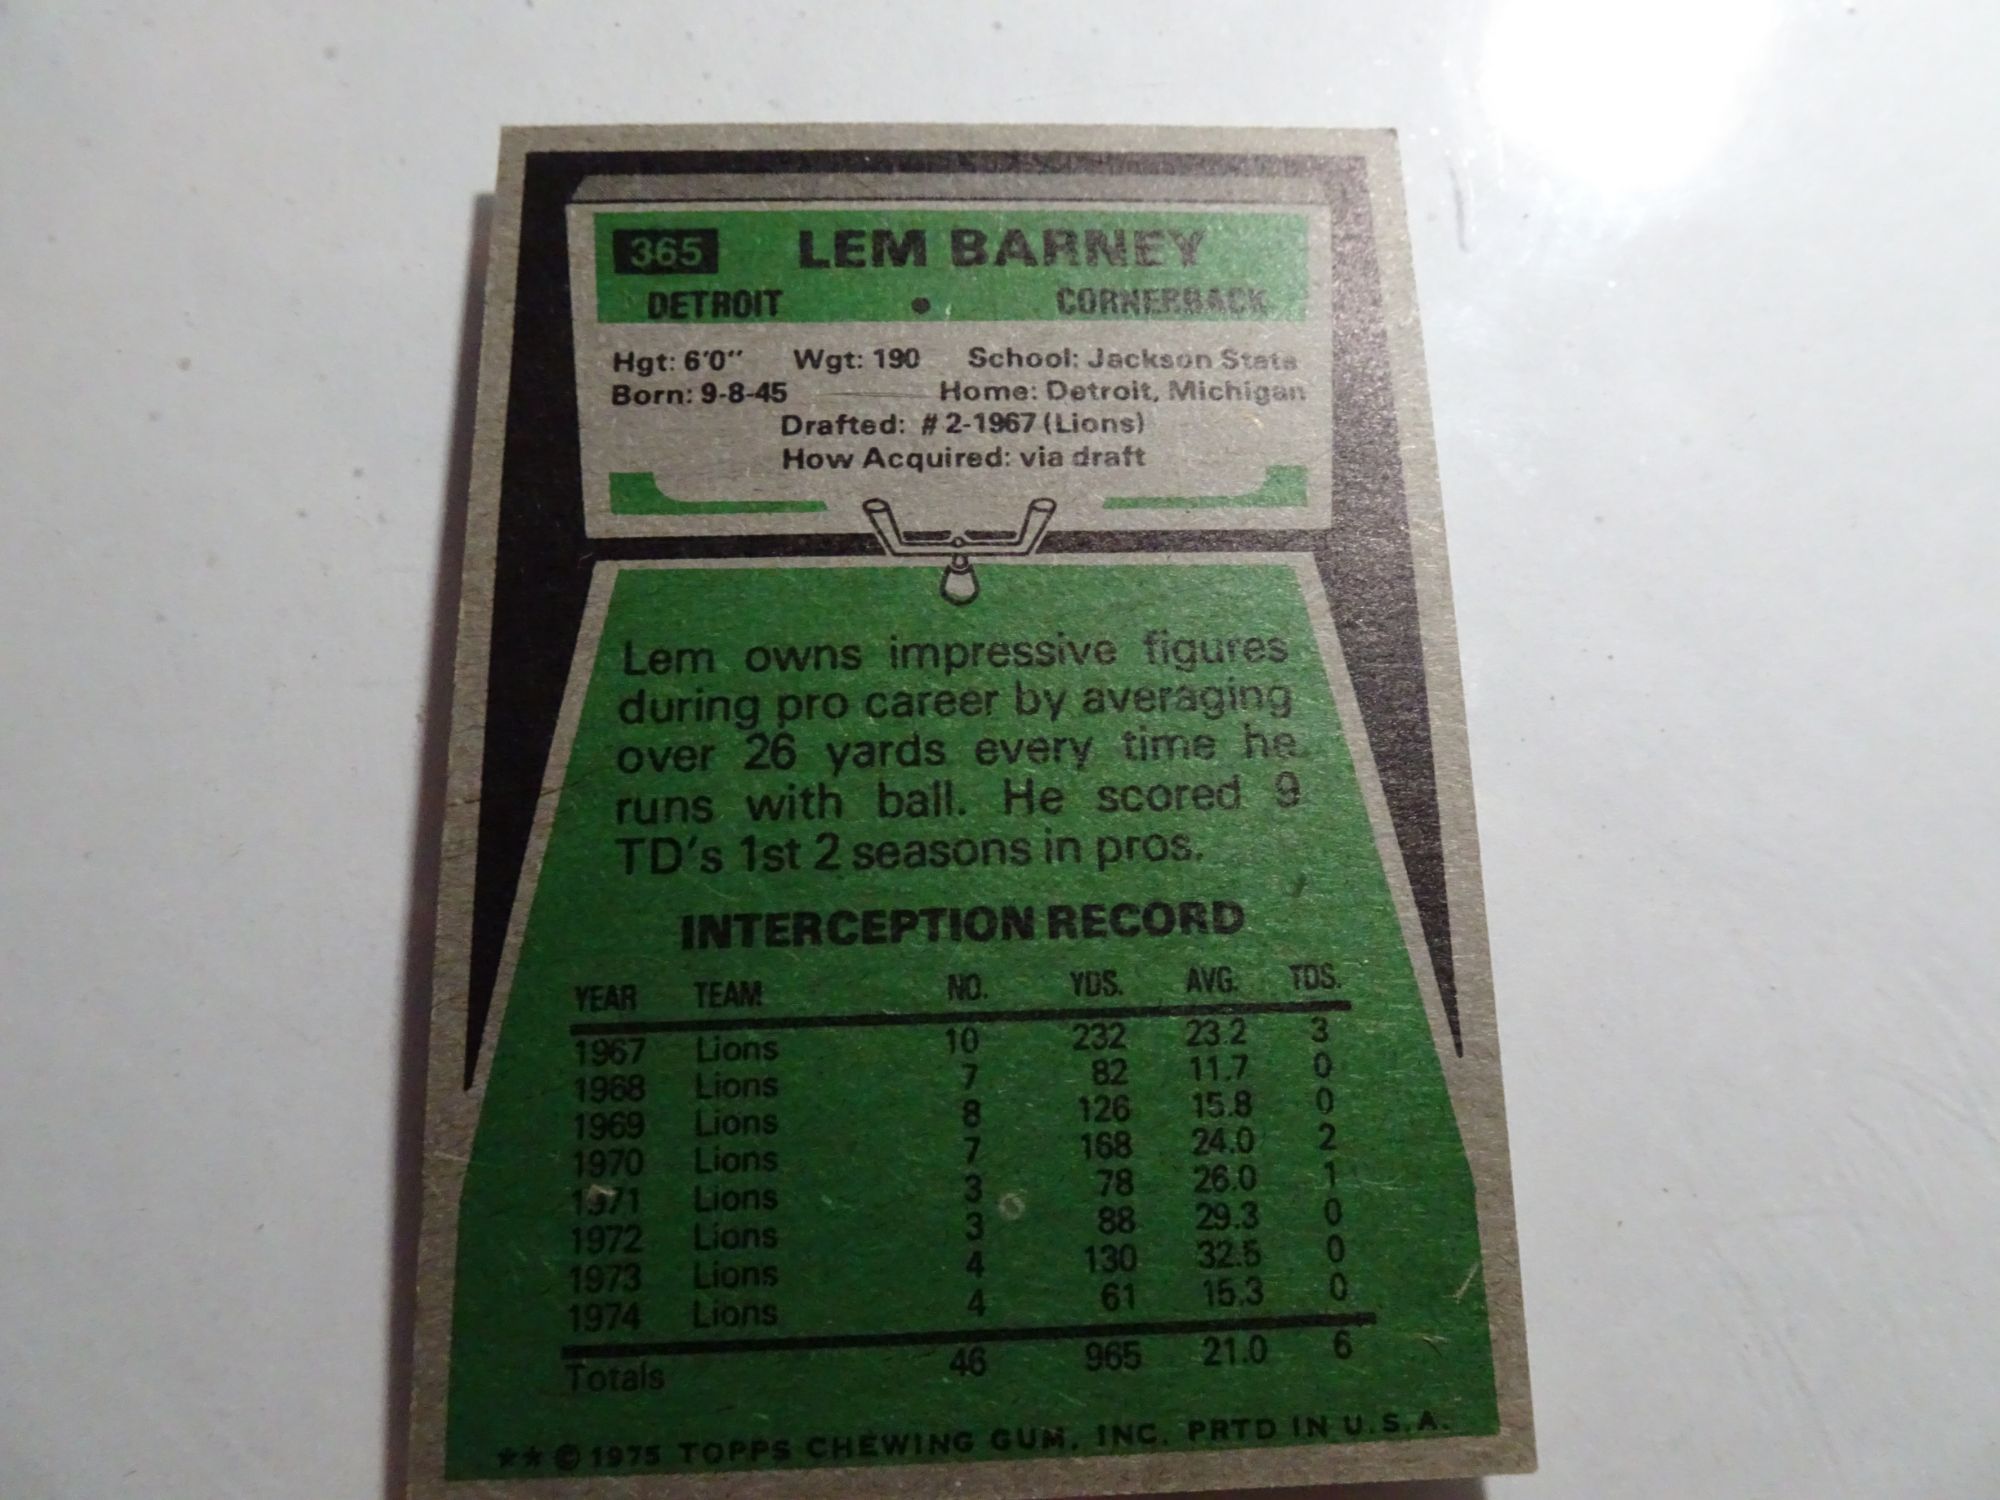 365 LEM BARNEY
DETROIT • CORNERBACK
Hgt: 6'0" Wgt: 190 School: Jackson State
Born: 9-8-45 Home: Detroit, Michigan
Drafted: #2-1967 (Lions)
How Acquired: via draft
Lem owns impressive figures
during pro career by averaging
over 26 yards every time he
runs with ball. He scored 9
TD's 1st 2 seasons in pros.
INTERCEPTION RECORD
YEAR TEAM NO. YDS. AVG. TDS.
1967 Lions 10 232 23.2 3
1968 Lions 7 82 11.7 0
1969 Lions 8 126 15.8 0
1970 Lions 7 168 24.0 2
1971 Lions 3 78 26.0 1
1972 Lions 3 88 29.3 0
1973 Lions 4 130 32.5 0
1974 Lions 4 61 15.3 0
Totals 46 965 21.0 6
**© 1975 TOPPS CHEWING GUM, INC. PRTD IN U.S.A.